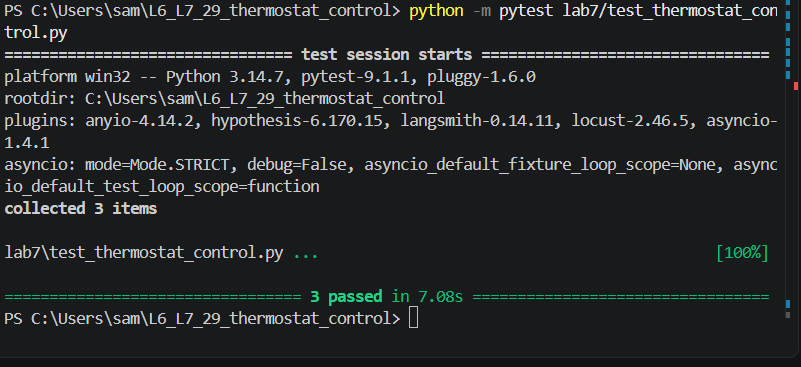 PS C:\Users\sam\L6_L7_29_thermostat_control> python -m pytest lab7/test_thermostat_con
trol.py
================================ test session starts ================================
platform win32 -- Python 3.14.7, pytest-9.1.1, pluggy-1.6.0
rootdir: C:\Users\sam\L6_L7_29_thermostat_control
plugins: anyio-4.14.2, hypothesis-6.170.15, langsmith-0.14.11, locust-2.46.5, asyncio-
1.4.1
asyncio: mode=Mode.STRICT, debug=False, asyncio_default_fixture_loop_scope=None, async
io_default_test_loop_scope=function
collected 3 items
lab7\test_thermostat_control.py ... [100%]
================================= 3 passed in 7.08s =================================
PS C:\Users\sam\L6_L7_29_thermostat_control>